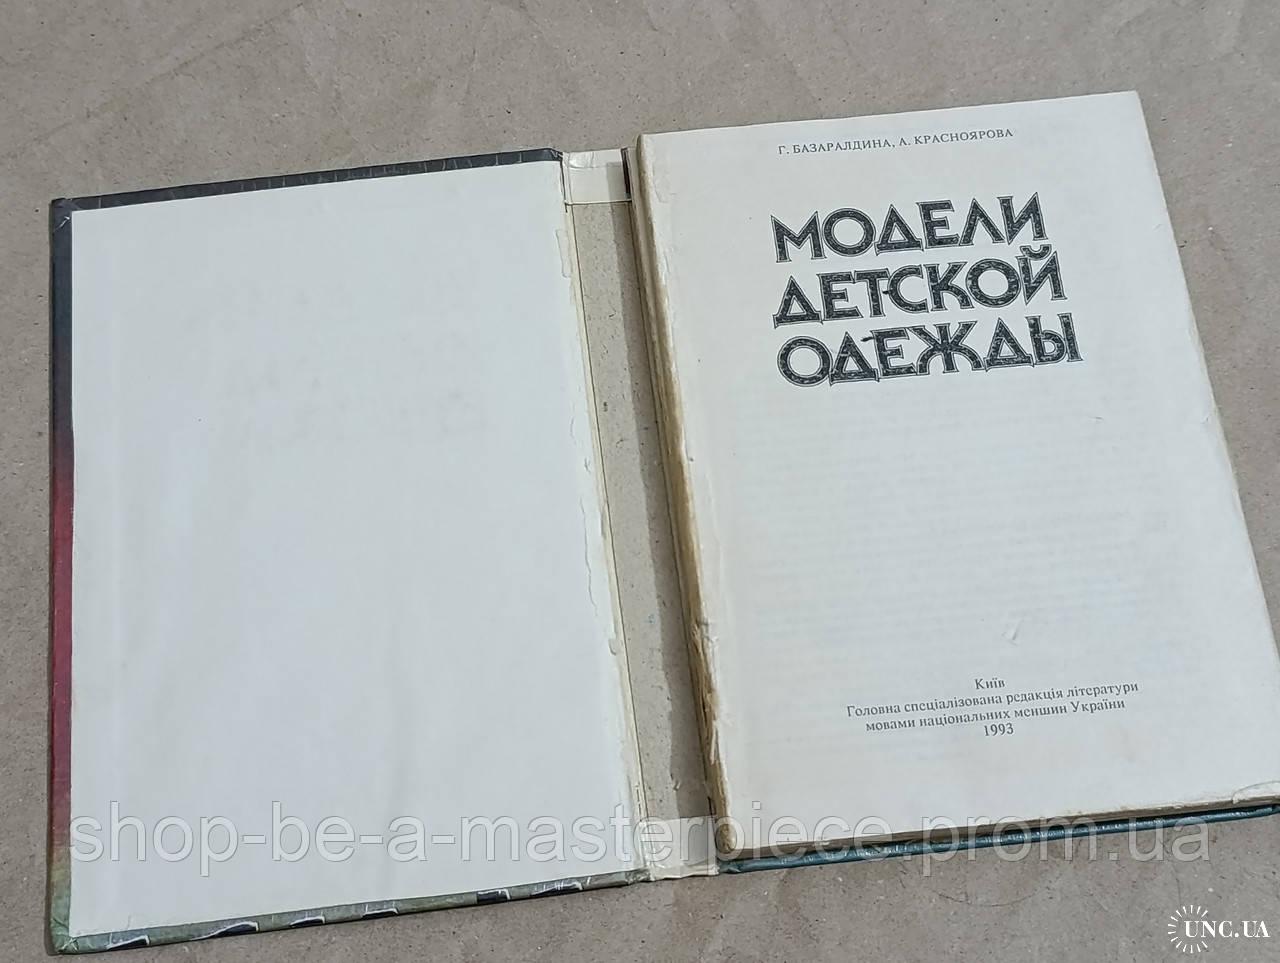 Г. БАЗАРАЛДИНА, А. КРАСНОЯРОВА
МОДЕЛИ
ДЕТСКОЙ
ОДЕЖДЫ
Київ
Головна спеціалізована редакція літератури
мовами національних меншин України
1993
shop-be-a-masterpiece.prom.ua
UNC.UA